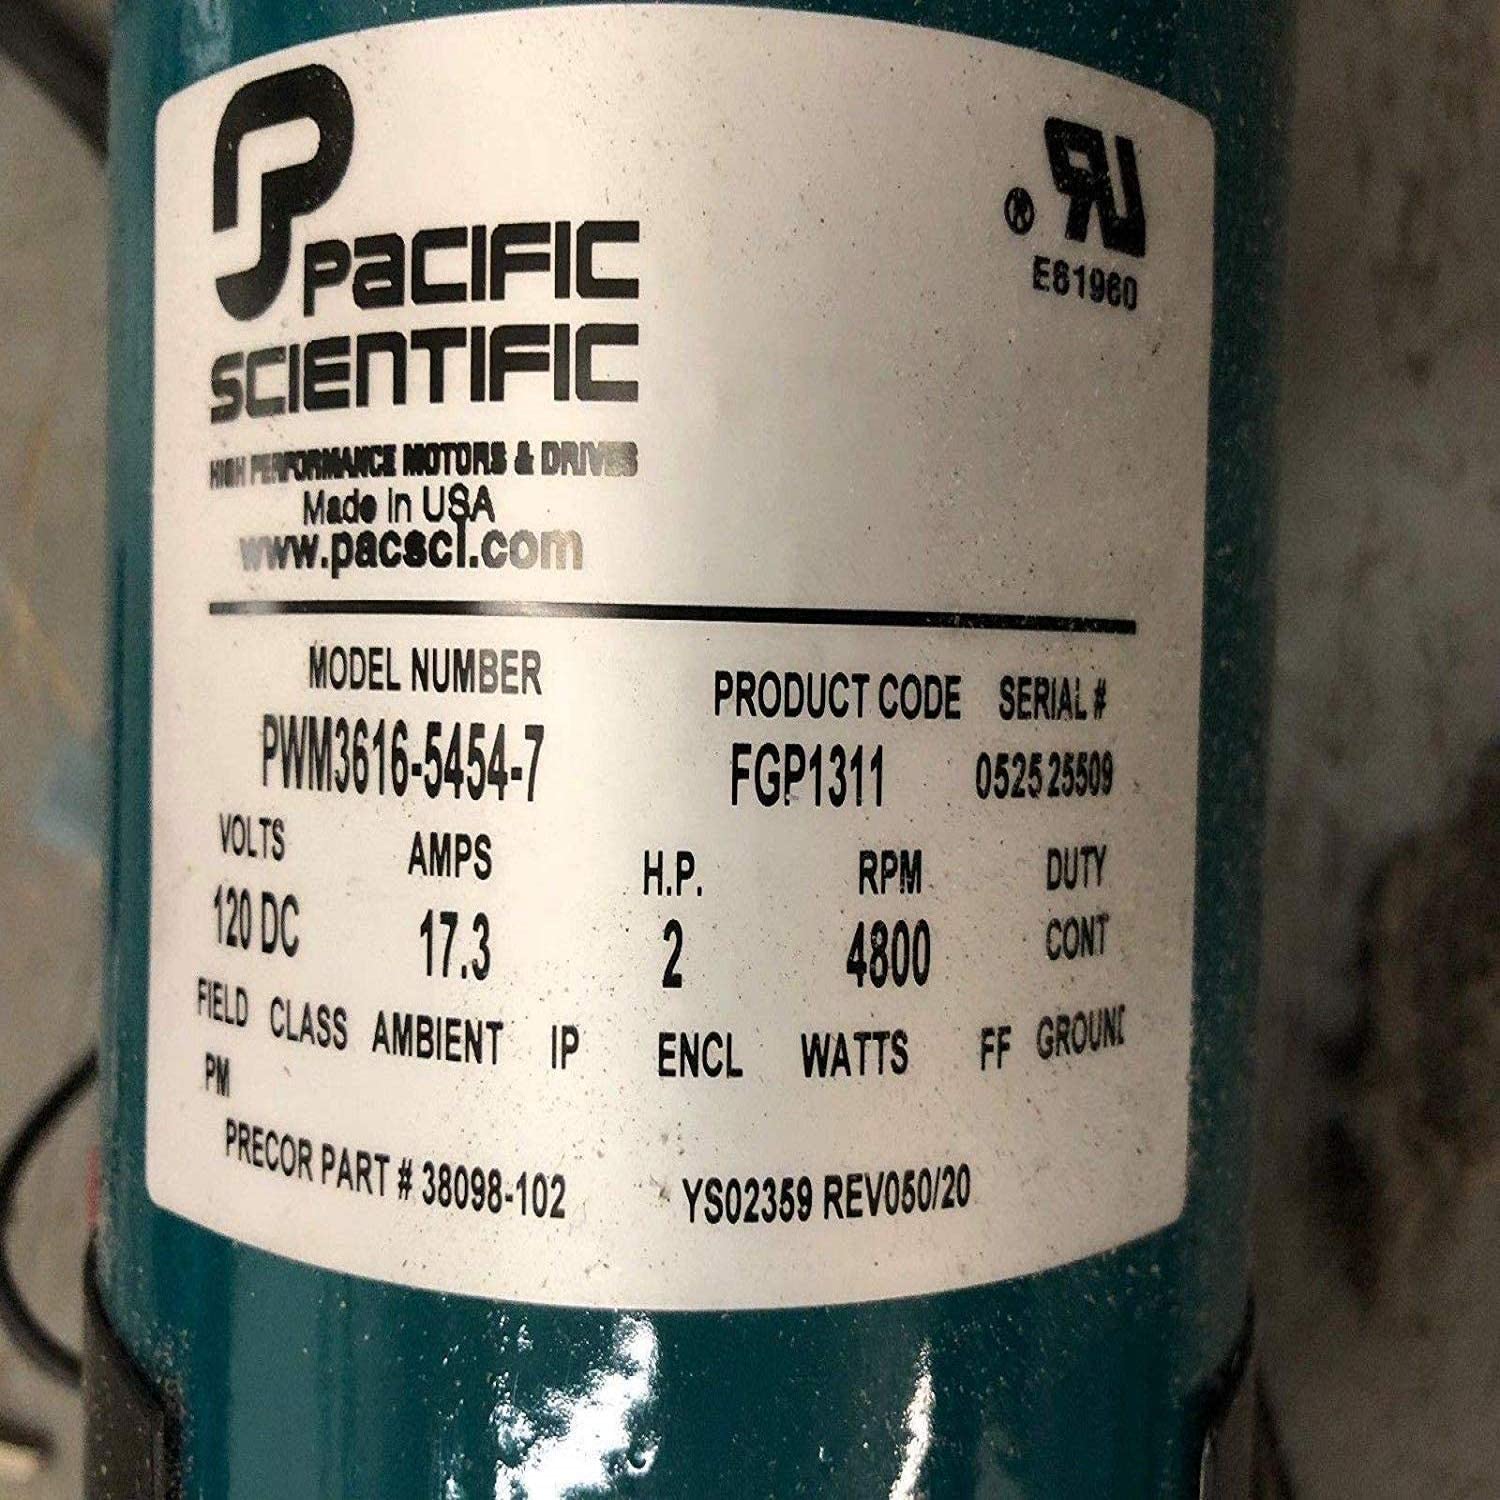 PACIFIC
SCIENTIFIC
HIGH PERFORMANCE MOTORS & DRIVES
Made in USA
www.pacsci.com
®
E61960
MODEL NUMBER PRODUCT CODE SERIAL #
PWM3616-5454-7 FGP1311 052525509
VOLTS AMPS H.P. RPM DUTY
120 DC 17.3 2 4800 CONT
FIELD CLASS AMBIENT IP ENCL WATTS FF GROUND
PM
PRECOR PART # 38098-102 YS02359 REV050/20